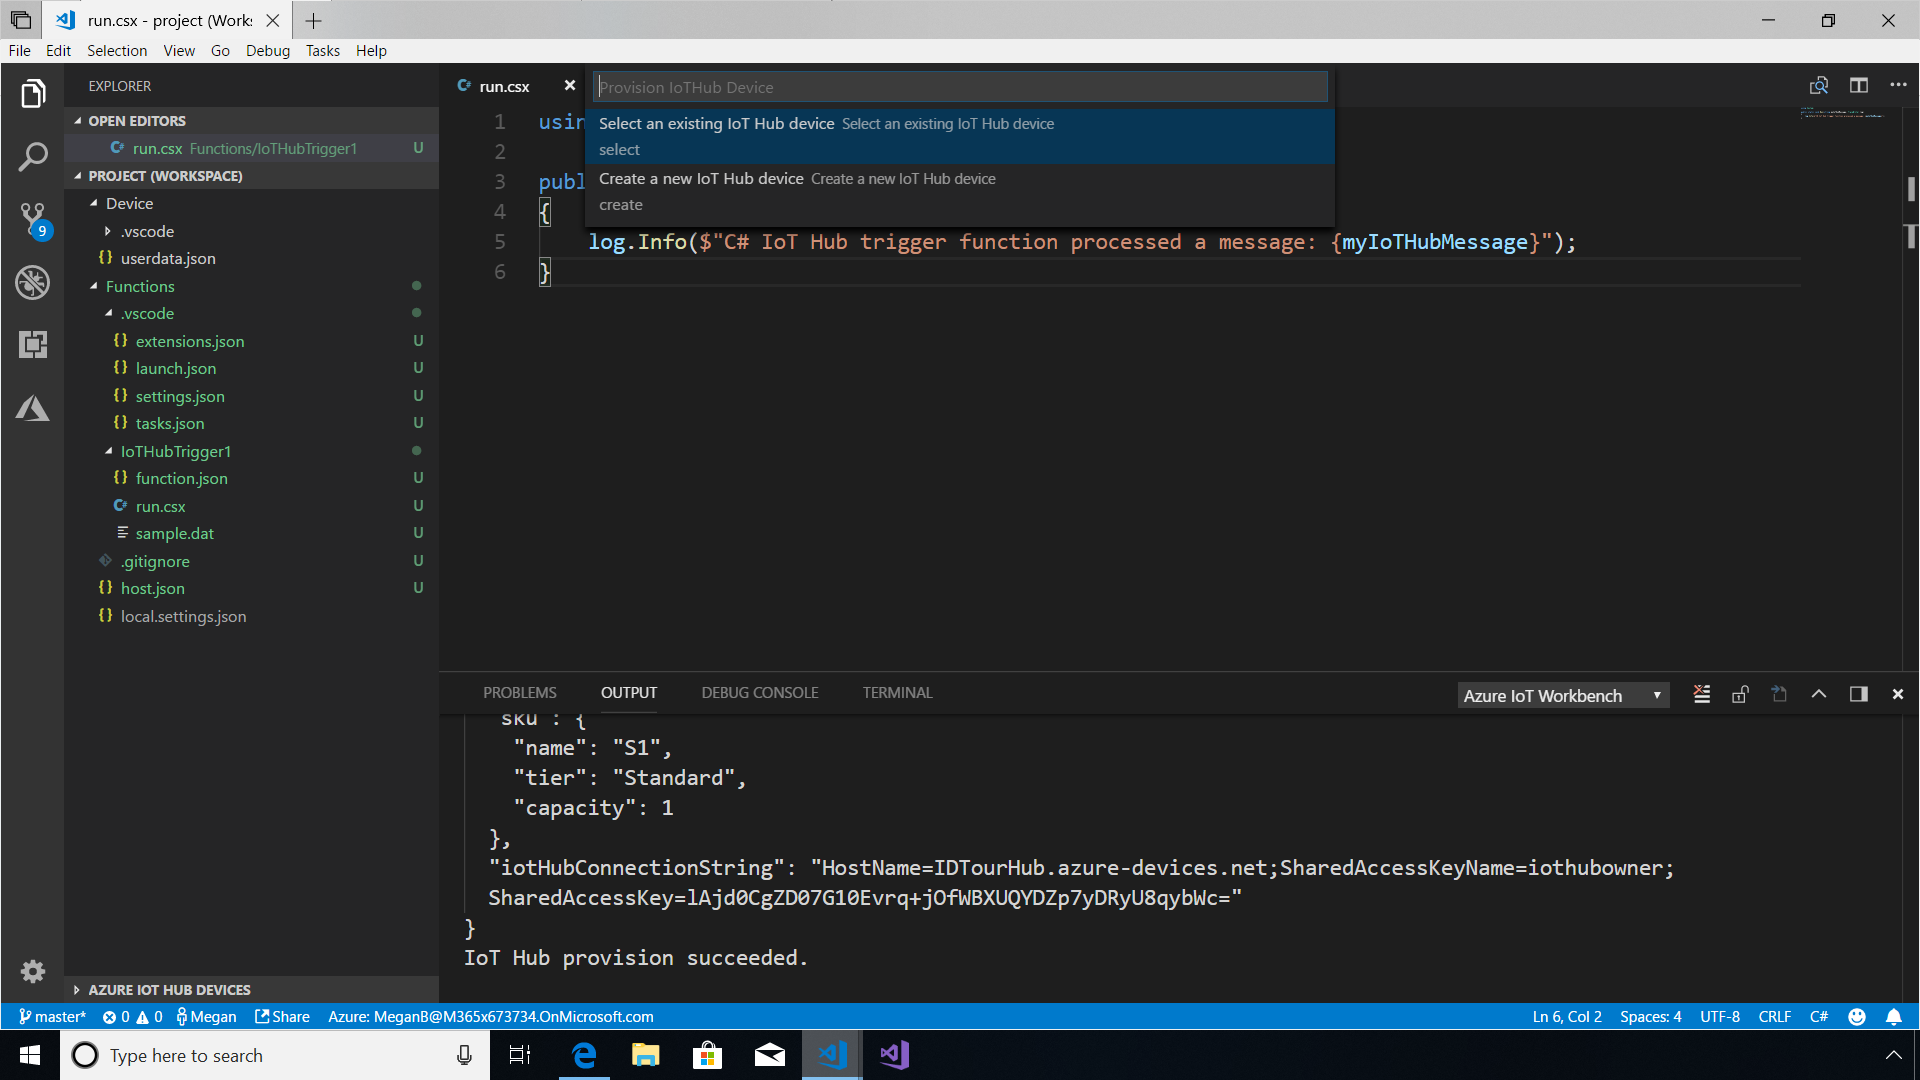 run.csx - project (Works
File Edit Selection View Go Debug Tasks Help
EXPLORER
OPEN EDITORS
run.csx Functions/IoTHubTrigger1 U
PROJECT (WORKSPACE)
Device
.vscode
{} userdata.json
Functions
.vscode
{} extensions.json U
{} launch.json U
{} settings.json U
{} tasks.json U
IoTHubTrigger1
{} function.json U
C# run.csx U
sample.dat U
.gitignore U
{} host.json U
{} local.settings.json
AZURE IOT HUB DEVICES
9
C# run.csx
Provision IoTHub Device
Select an existing IoT Hub device Select an existing IoT Hub device
select
Create a new IoT Hub device Create a new IoT Hub device
create
1 usin
2
3 publ
4 {
5 log.Info($"C# IoT Hub trigger function processed a message: {myIoTHubMessage}");
6 }
PROBLEMS OUTPUT DEBUG CONSOLE TERMINAL
Azure IoT Workbench
sku : {
"name": "S1",
"tier": "Standard",
"capacity": 1
},
"iotHubConnectionString": "HostName=IDTourHub.azure-devices.net;SharedAccessKeyName=iothubowner;
SharedAccessKey=lAjd0CgZD07G10Evrq+jOfWBXUQYDZp7yDRyU8qybWc="
}
IoT Hub provision succeeded.
master* 0 0 Megan Share Azure: MeganB@M365x673734.OnMicrosoft.com
Ln 6, Col 2 Spaces: 4 UTF-8 CRLF C#
Type here to search